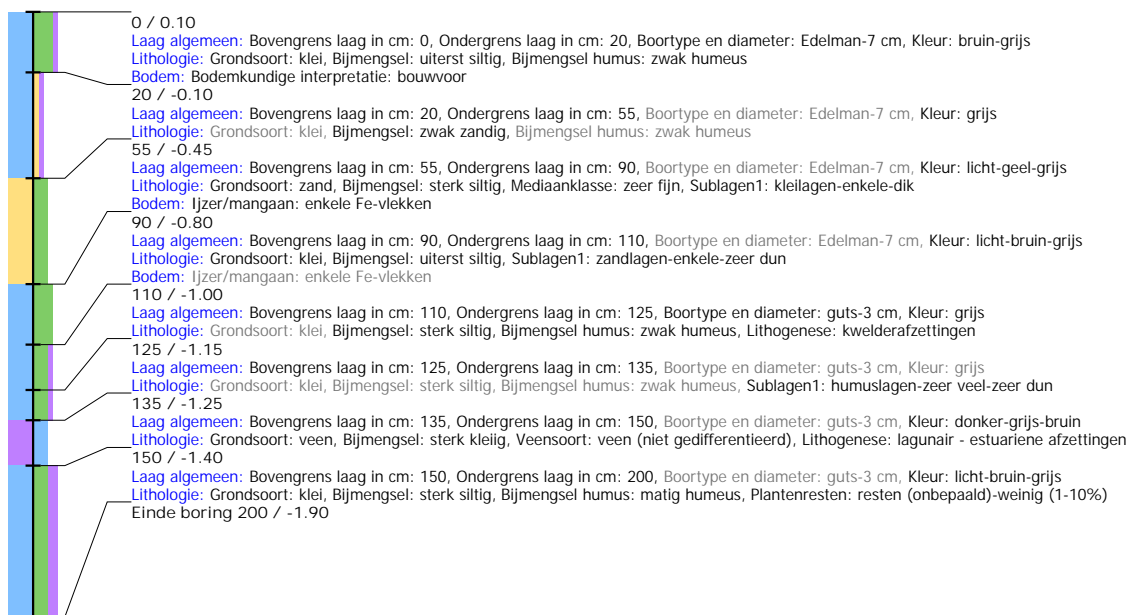 0 / 0.10
Laag algemeen: Bovengrens laag in cm: 0, Ondergrens laag in cm: 20, Boortype en diameter: Edelman-7 cm, Kleur: bruin-grijs
Lithologie: Grondsoort: klei, Bijmengsel: uiterst siltig, Bijmengsel humus: zwak humeus
Bodem: Bodemkundige interpretatie: bouwvoor
20 / -0.10
Laag algemeen: Bovengrens laag in cm: 20, Ondergrens laag in cm: 55, Boortype en diameter: Edelman-7 cm, Kleur: grijs
Lithologie: Grondsoort: klei, Bijmengsel: zwak zandig, Bijmengsel humus: zwak humeus
55 / -0.45
Laag algemeen: Bovengrens laag in cm: 55, Ondergrens laag in cm: 90, Boortype en diameter: Edelman-7 cm, Kleur: licht-geel-grijs
Lithologie: Grondsoort: zand, Bijmengsel: sterk siltig, Mediaanklasse: zeer fijn, Sublagen1: kleilagen-enkele-dik
Bodem: Ijzer/mangaan: enkele Fe-vlekken
90 / -0.80
Laag algemeen: Bovengrens laag in cm: 90, Ondergrens laag in cm: 110, Boortype en diameter: Edelman-7 cm, Kleur: licht-bruin-grijs
Lithologie: Grondsoort: klei, Bijmengsel: uiterst siltig, Sublagen1: zandlagen-enkele-zeer dun
Bodem: Ijzer/mangaan: enkele Fe-vlekken
110 / -1.00
Laag algemeen: Bovengrens laag in cm: 110, Ondergrens laag in cm: 125, Boortype en diameter: guts-3 cm, Kleur: grijs
Lithologie: Grondsoort: klei, Bijmengsel: sterk siltig, Bijmengsel humus: zwak humeus, Lithogenese: kwelderafzettingen
125 / -1.15
Laag algemeen: Bovengrens laag in cm: 125, Ondergrens laag in cm: 135, Boortype en diameter: guts-3 cm, Kleur: grijs
Lithologie: Grondsoort: klei, Bijmengsel: sterk siltig, Bijmengsel humus: zwak humeus, Sublagen1: humuslagen-zeer veel-zeer dun
135 / -1.25
Laag algemeen: Bovengrens laag in cm: 135, Ondergrens laag in cm: 150, Boortype en diameter: guts-3 cm, Kleur: donker-grijs-bruin
Lithologie: Grondsoort: veen, Bijmengsel: sterk kleiig, Veensoort: veen (niet gedifferentieerd), Lithogenese: lagunair - estuariene afzettingen
150 / -1.40
Laag algemeen: Bovengrens laag in cm: 150, Ondergrens laag in cm: 200, Boortype en diameter: guts-3 cm, Kleur: licht-bruin-grijs
Lithologie: Grondsoort: klei, Bijmengsel: sterk siltig, Bijmengsel humus: matig humeus, Plantenresten: resten (onbepaald)-weinig (1-10%)
Einde boring 200 / -1.90